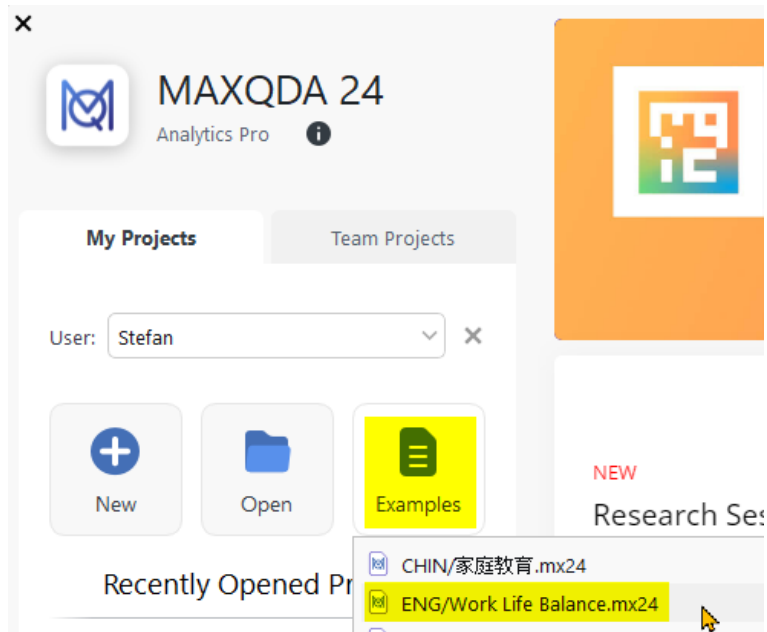 MAXQDA 24
Analytics Pro
My Projects
Team Projects
User: Stefan
New
Open
Examples
NEW
Research Ses
Recently Opened Pr
CHIN/家庭教育.mx24
ENG/Work Life Balance.mx24